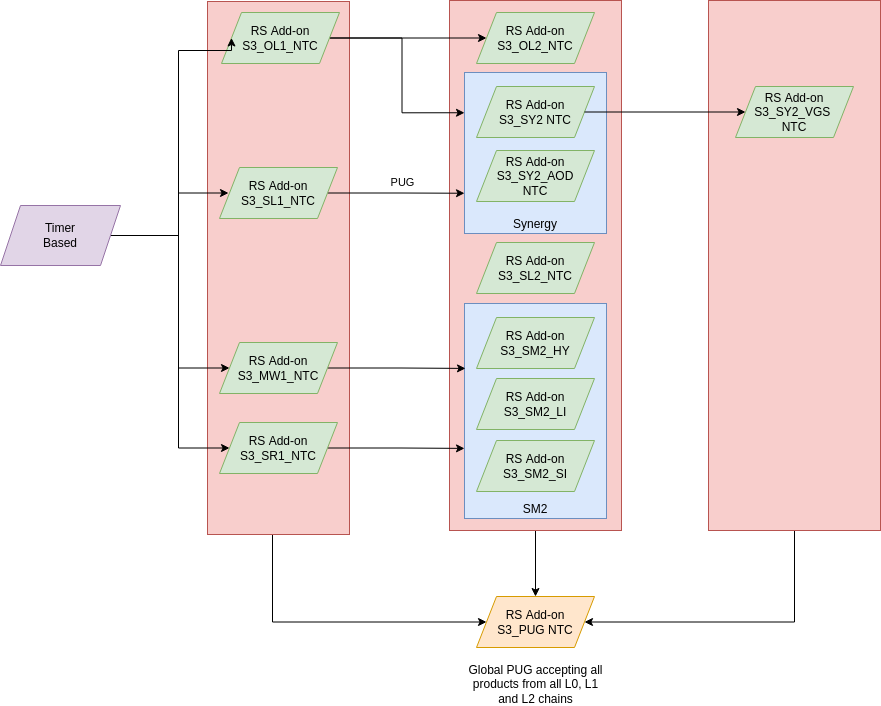 RS Add-on
S3_OL1_NTC
RS Add-on
S3_OL2_NTC
RS Add-on
S3_SY2 NTC
RS Add-on
S3_SY2_VGS
NTC
RS Add-on
S3_SY2_AOD
NTC
RS Add-on
S3_SL1_NTC
PUG
Synergy
Timer
Based
RS Add-on
S3_SL2_NTC
RS Add-on
S3_SM2_HY
RS Add-on
S3_MW1_NTC
RS Add-on
S3_SM2_LI
RS Add-on
S3_SR1_NTC
RS Add-on
S3_SM2_SI
SM2
RS Add-on
S3_PUG NTC
Global PUG accepting all
products from all L0, L1
and L2 chains